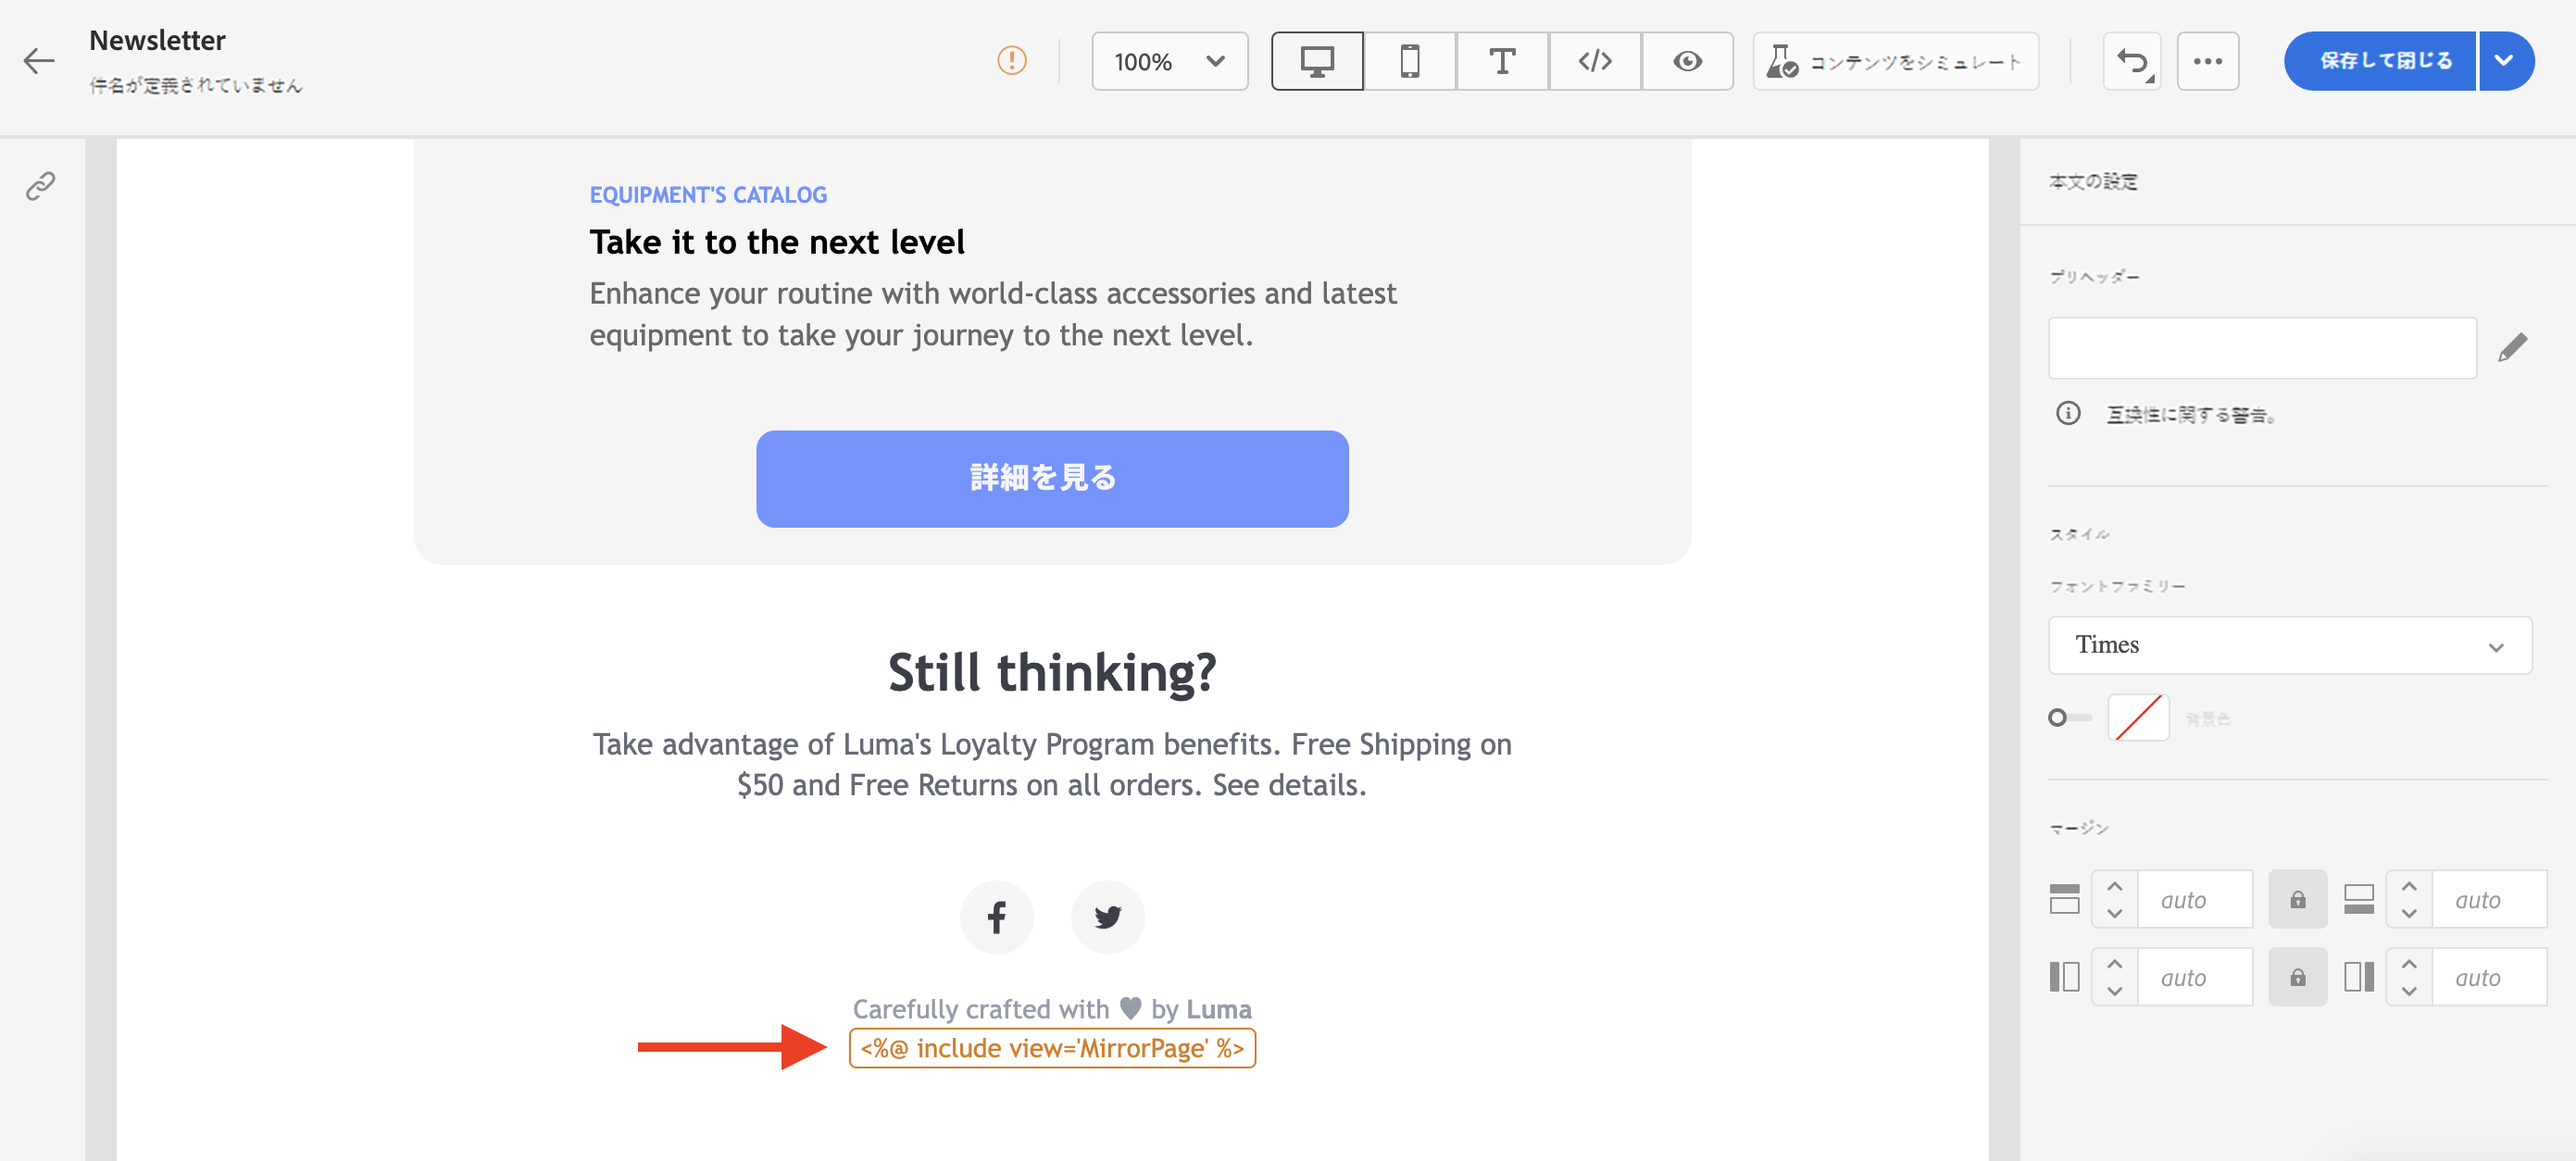 Newsletter
件名が定義されていません
100%
コンテンツをシミュレート
保存して閉じる
EQUIPMENT'S CATALOG
Take it to the next level
Enhance your routine with world-class accessories and latest
equipment to take your journey to the next level.
詳細を見る
Still thinking?
Take advantage of Luma's Loyalty Program benefits. Free Shipping on
$50 and Free Returns on all orders. See details.
Carefully crafted with ♥ by Luma
<%@ include view='MirrorPage' %>
本文の設定
プリヘッダー
互換性に関する警告。
スタイル
フォントファミリー
Times
背景色
マージン
auto
auto
auto
auto